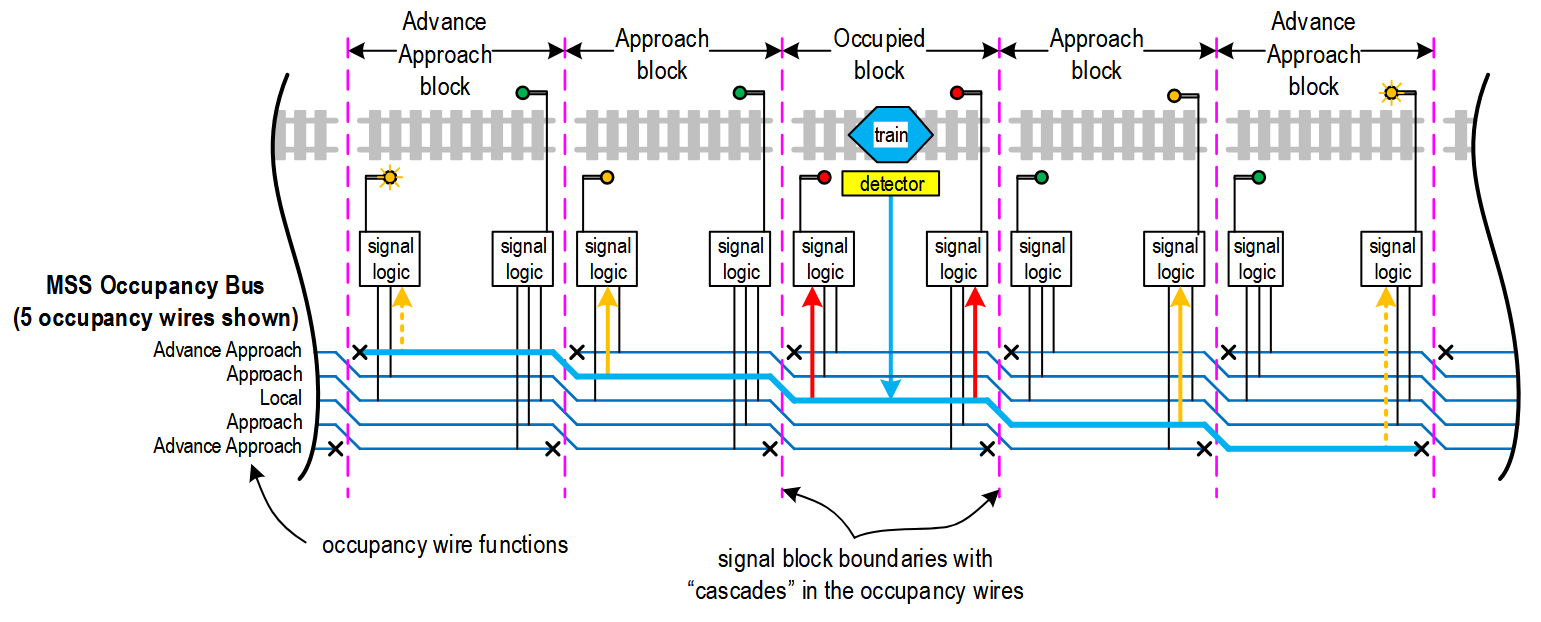 Advance
Approach
block
Approach
block
Occupied
block
Approach
block
Advance
Approach
block
train
detector
signal
logic
signal
logic
signal
logic
signal
logic
signal
logic
signal
logic
signal
logic
signal
logic
signal
logic
signal
logic
MSS Occupancy Bus
(5 occupancy wires shown)
Advance Approach
Approach
Local
Approach
Advance Approach
occupancy wire functions
signal block boundaries with
“cascades” in the occupancy wires